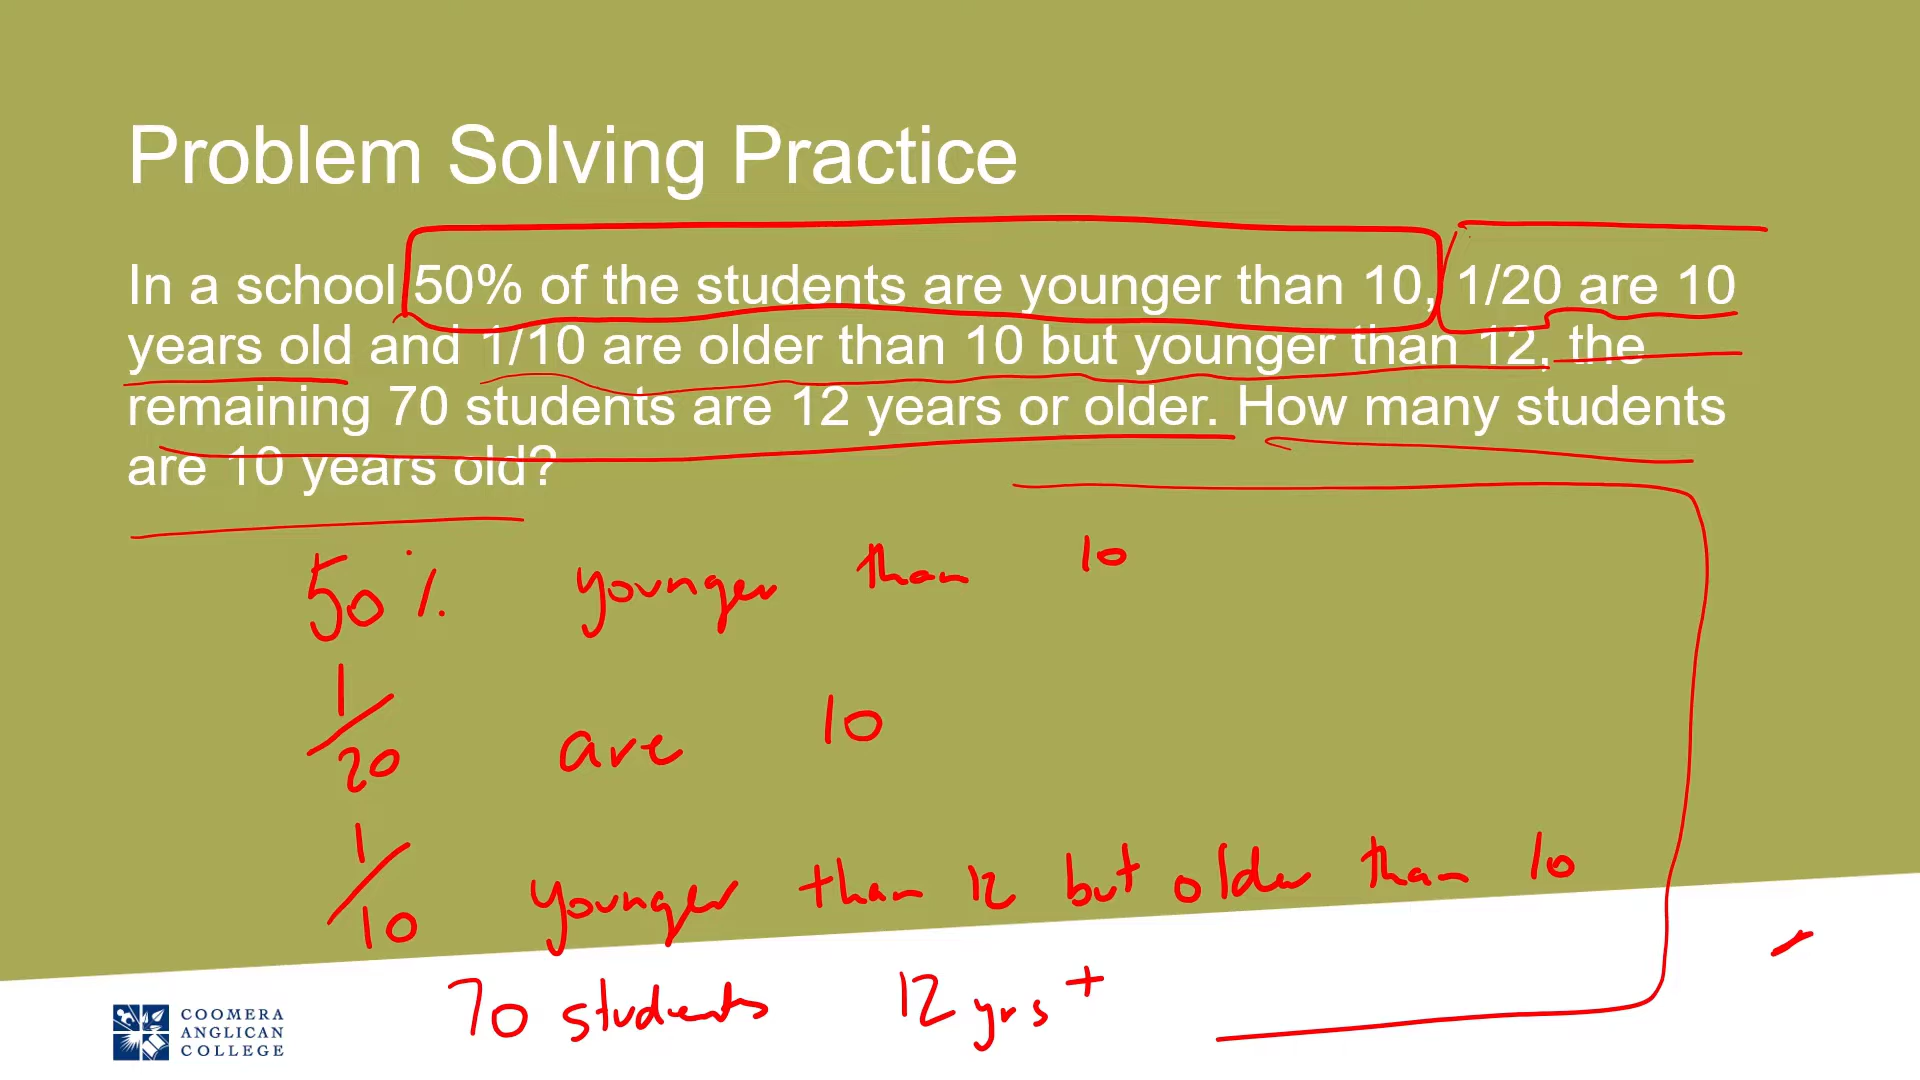 Problem Solving Practice
In a school 50% of the students are younger than 10, 1/20 are 10
years old and 1/10 are older than 10 but younger than 12, the
remaining 70 students are 12 years or older. How many students
are 10 years old?
50% younger than 10
1/20 are 10
1/10 younger than 12 but older than 10
70 students 12 yrs +
COOMERA
ANGLICAN
COLLEGE